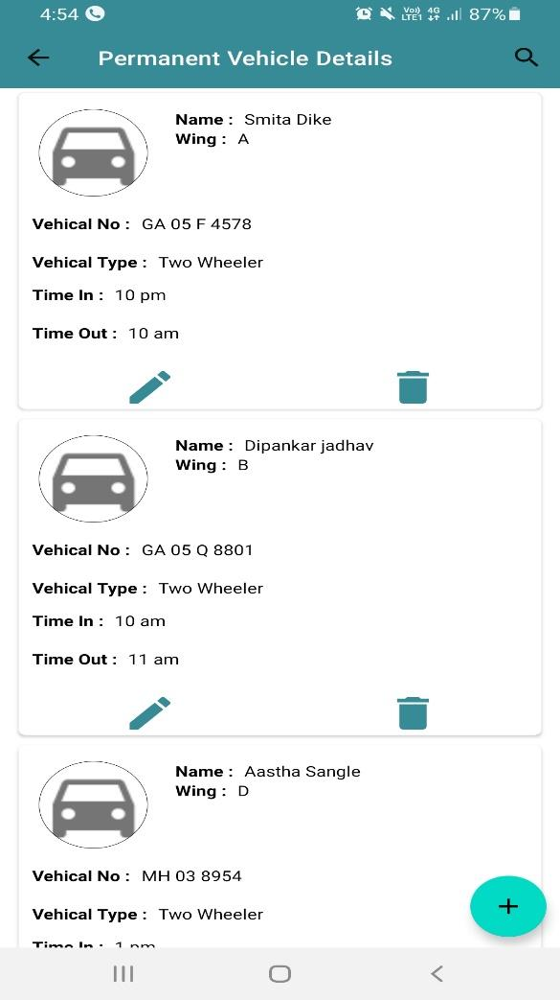 4:54
Vo)) 4G
LTE1 87%
Permanent Vehicle Details
Name : Smita Dike
Wing : A
Vehical No : GA 05 F 4578
Vehical Type : Two Wheeler
Time In : 10 pm
Time Out : 10 am
Name : Dipankar jadhav
Wing : B
Vehical No : GA 05 Q 8801
Vehical Type : Two Wheeler
Time In : 10 am
Time Out : 11 am
Name : Aastha Sangle
Wing : D
Vehical No : MH 03 8954
Vehical Type : Two Wheeler
Time In : 1 pm